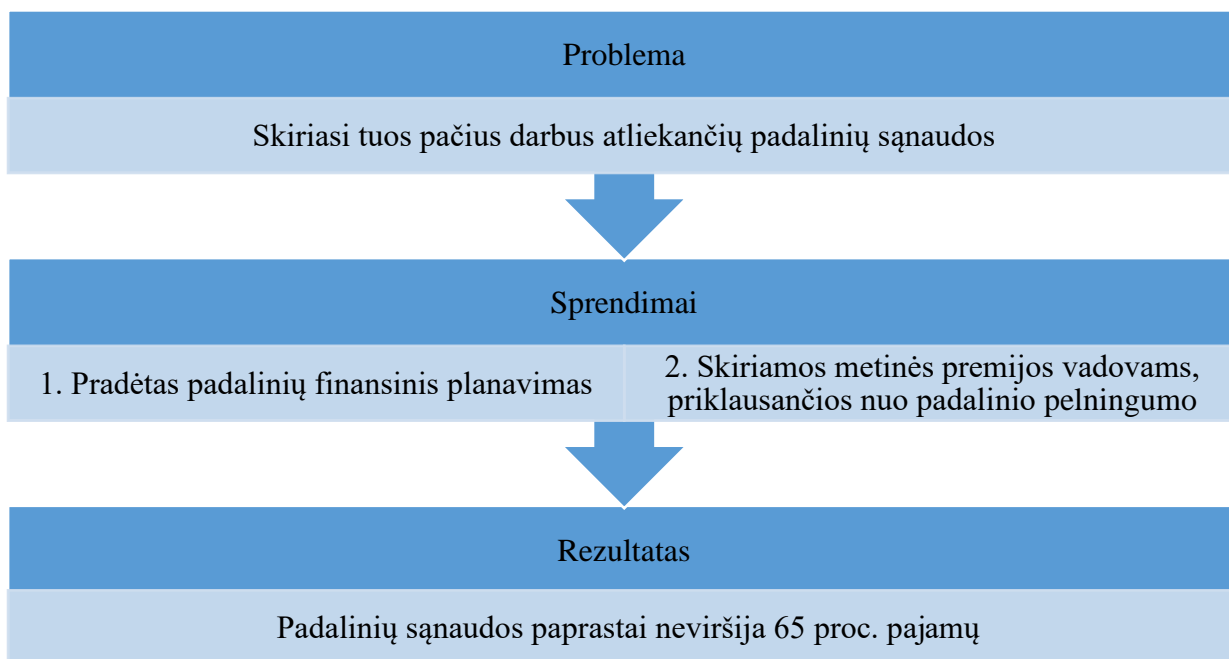 Problema
Skiriasi tuos pačius darbus atliekančių padalinių sąnaudos
Sprendimai
1. Pradėtas padalinių finansinis planavimas
2. Skiriamos metinės premijos vadovams,
priklausančios nuo padalinio pelningumo
Rezultatas
Padalinių sąnaudos paprastai neviršija 65 proc. pajamų